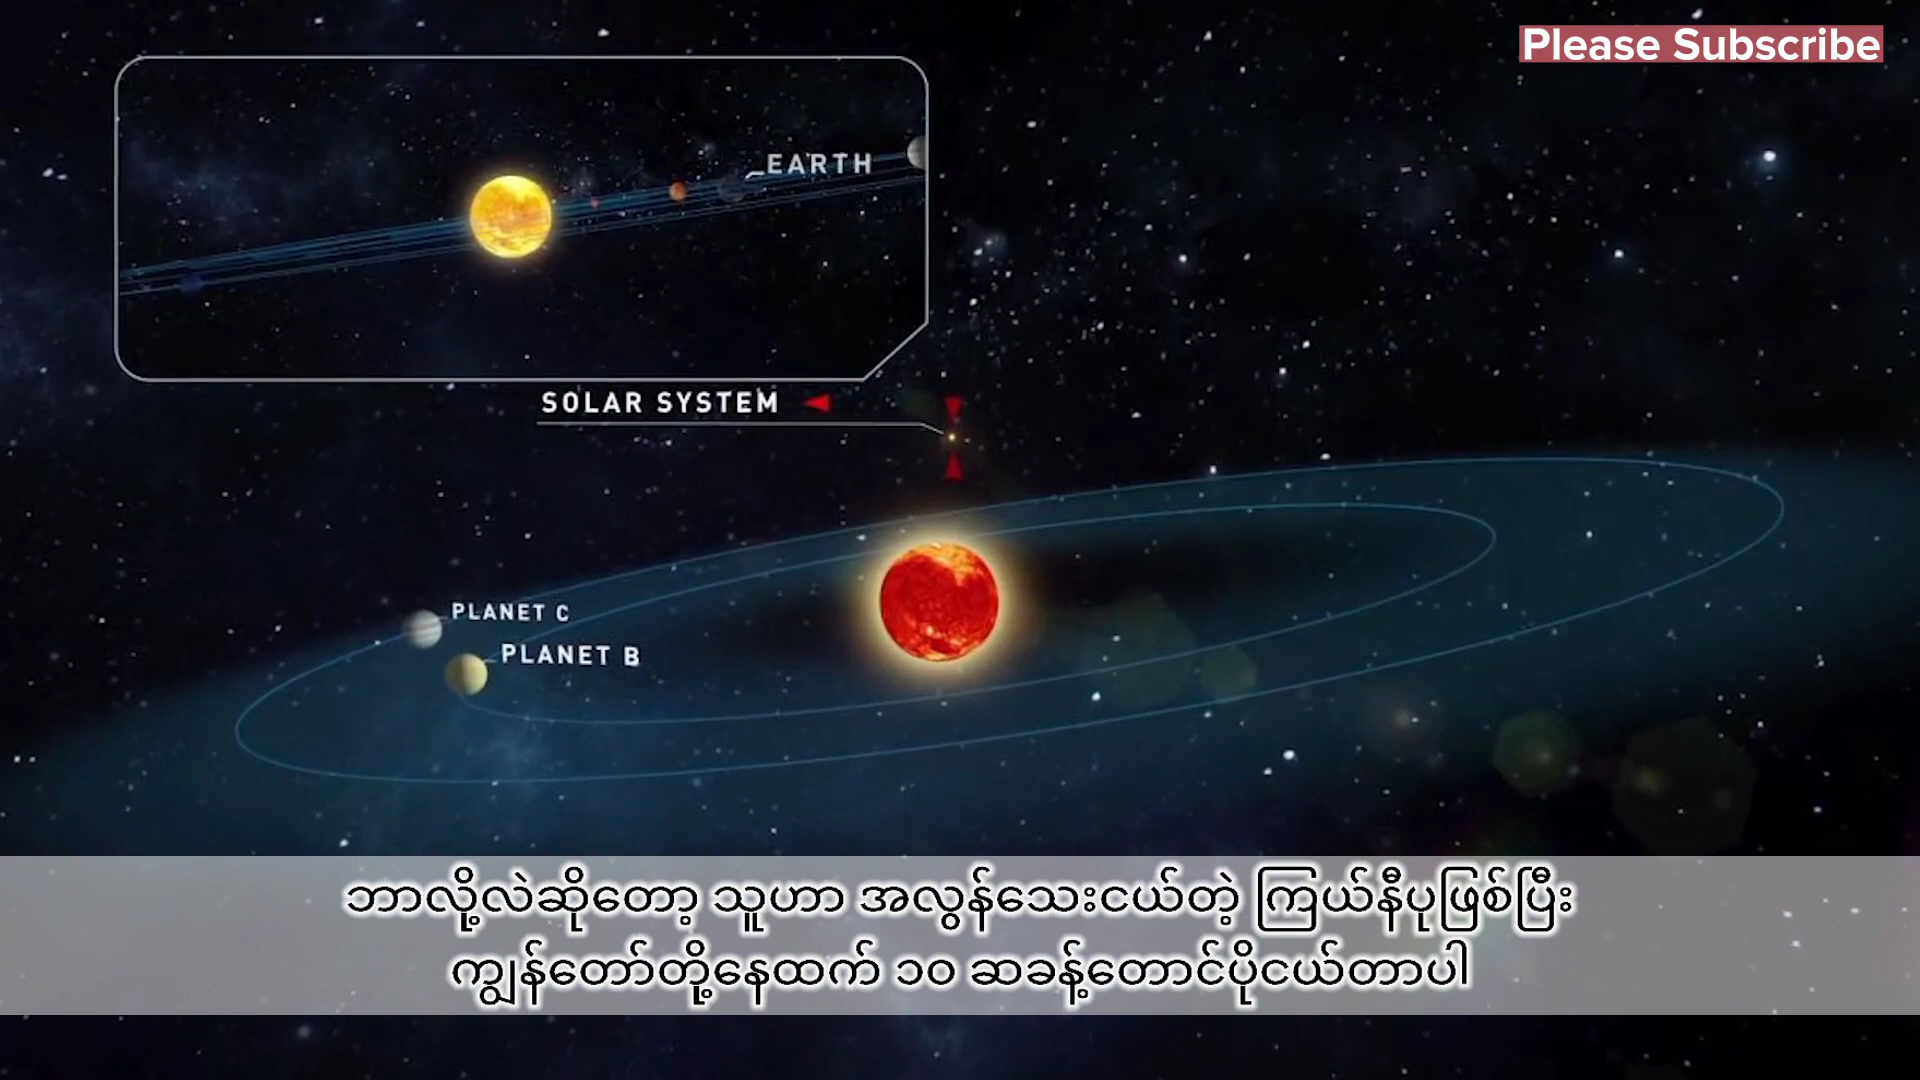 Please Subscribe
EARTH
SOLAR SYSTEM
PLANET C
PLANET B
ဘာလို့လဲဆိုတော့ သူဟာ အလွန်သေးငယ်တဲ့ ကြယ်နီပုဖြစ်ပြီး
ကျွန်တော်တို့နေထက် ၁၀ ဆခန့်တောင်ပိုငယ်တာပါ